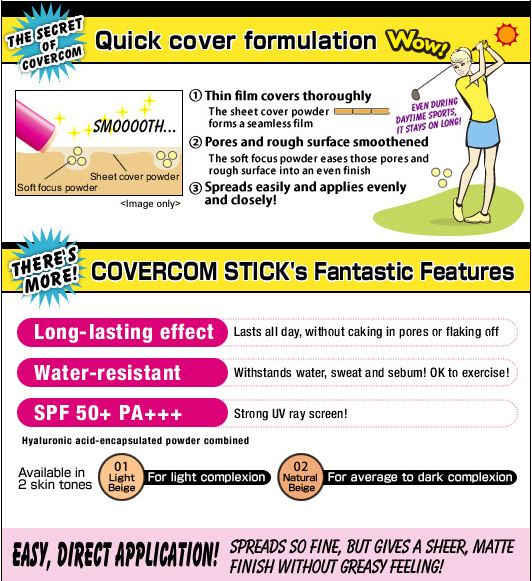 THE SECRET
OF
COVERCOM
Quick cover formulation
Wow!
SMOOOOTH...
Soft focus powder
Sheet cover powder
<Image only>
① Thin film covers thoroughly
The sheet cover powder
forms a seamless film
② Pores and rough surface smoothened
The soft focus powder eases those pores and
rough surface into an even finish
③ Spreads easily and applies evenly
and closely!
EVEN DURING
DAYTIME SPORTS,
IT STAYS ON LONG!
THERE'S
MORE!
COVERCOM STICK's Fantastic Features
Long-lasting effect
Lasts all day, without caking in pores or flaking off
Water-resistant
Withstands water, sweat and sebum! OK to exercise!
SPF 50+ PA+++
Strong UV ray screen!
Hyaluronic acid-encapsulated powder combined
Available in
2 skin tones
01
Light
Beige
For light complexion
02
Natural
Beige
For average to dark complexion
EASY, DIRECT APPLICATION!
SPREADS SO FINE, BUT GIVES A SHEER, MATTE
FINISH WITHOUT GREASY FEELING!